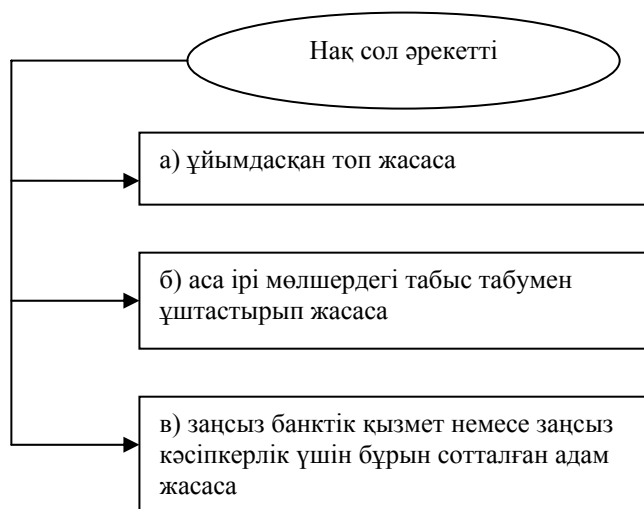 Нақ сол әрекетті
а) ұйымдасқан топ жасаса
б) аса ірі мөлшердегі табыс табумен
ұштастырып жасаса
в) заңсыз банктік қызмет немесе заңсыз
кәсіпкерлік үшін бұрын сотталған адам
жасаса